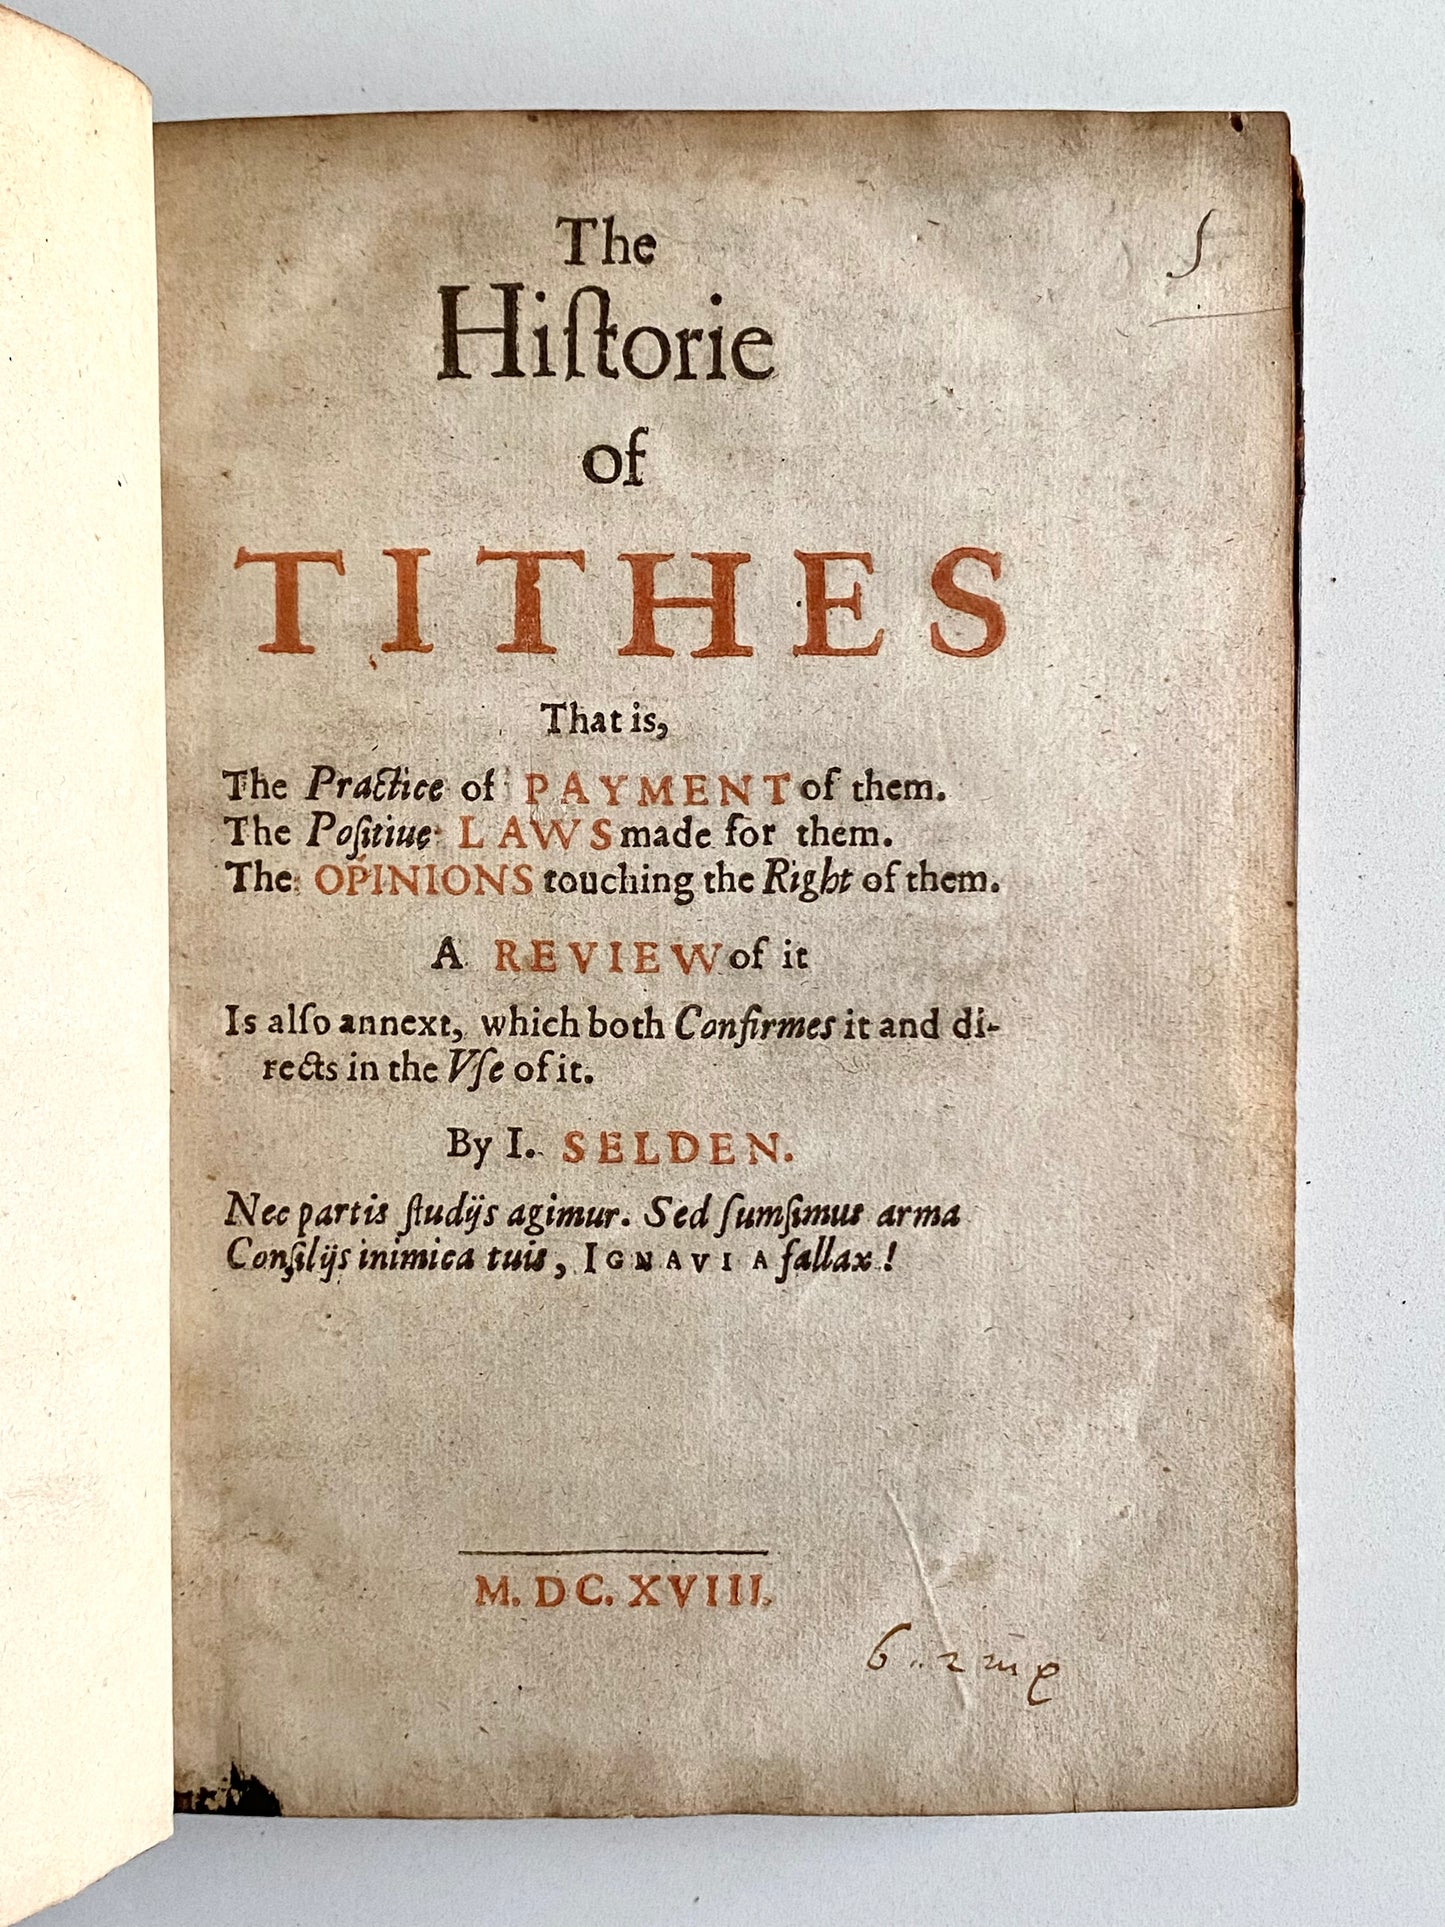 The
Hiſtorie
of
TITHES
That is,
The Practice of PAYMENT of them.
The Poſitiue LAWS made for them.
The OPINIONS touching the Right of them.
A REVIEW of it
Is alſo annext, which both Confirmes it and di-
rects in the Vſe of it.
By I. SELDEN.
Nec partis ſtudijs agimur. Sed ſumſimus arma
Conſilijs inimica tuis, IGNAVIA fallax!
M. DC. XVIII.